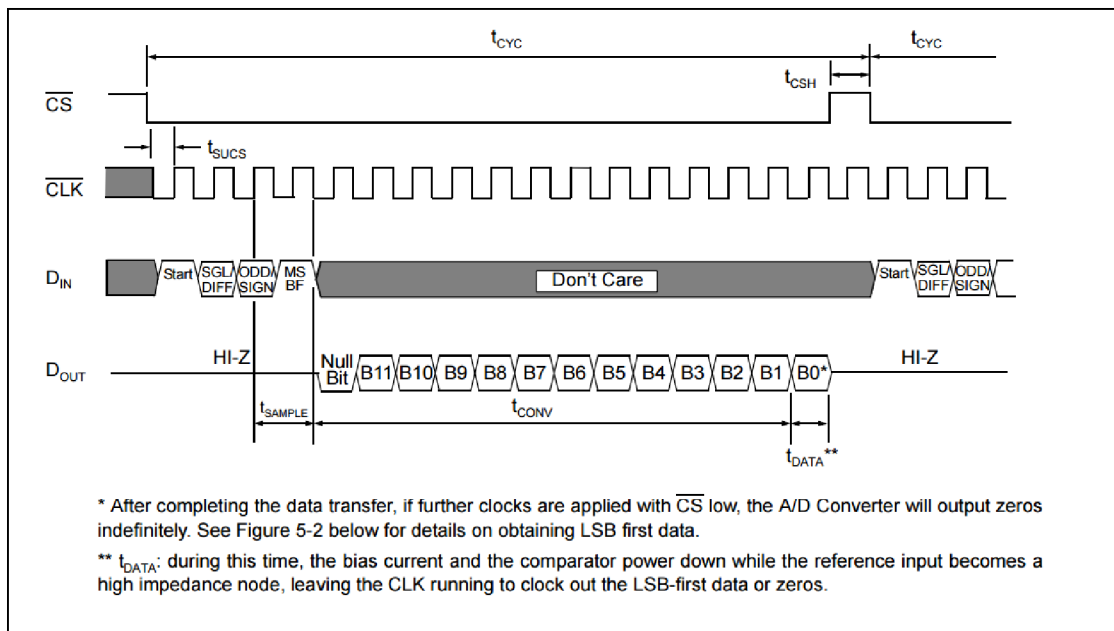 tCYC tCYC
tCSH
CS
tSUCS
CLK
DIN Start SGL/ DIFF ODD/ SIGN MS BF Don't Care Start SGL/ DIFF ODD/ SIGN
DOUT HI-Z Null Bit B11 B10 B9 B8 B7 B6 B5 B4 B3 B2 B1 B0* HI-Z
tSAMPLE tCONV
tDATA**
* After completing the data transfer, if further clocks are applied with CS low, the A/D Converter will output zeros
indefinitely. See Figure 5-2 below for details on obtaining LSB first data.
** tDATA: during this time, the bias current and the comparator power down while the reference input becomes a
high impedance node, leaving the CLK running to clock out the LSB-first data or zeros.